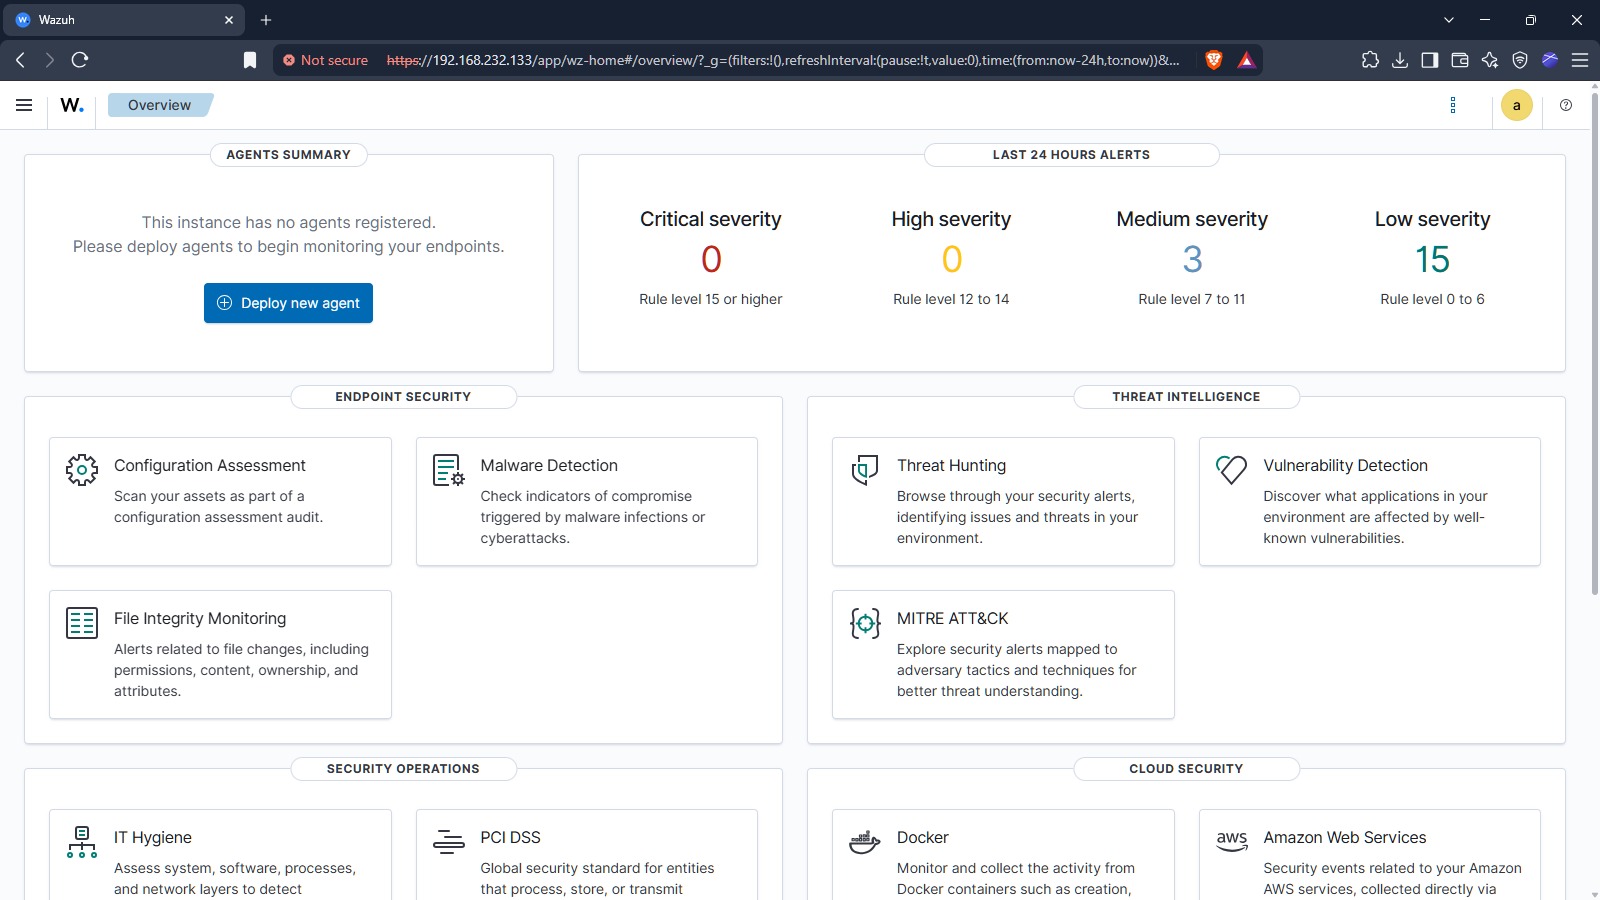 Wazuh
Not secure https://192.168.232.133/app/wz-home#/overview/?_g=(filters:!(),refreshInterval:(pause:!t,value:0),time:(from:now-24h,to:now))&...
W. Overview a
AGENTS SUMMARY
This instance has no agents registered.
Please deploy agents to begin monitoring your endpoints.
Deploy new agent
LAST 24 HOURS ALERTS
Critical severity
0
Rule level 15 or higher
High severity
0
Rule level 12 to 14
Medium severity
3
Rule level 7 to 11
Low severity
15
Rule level 0 to 6
ENDPOINT SECURITY
Configuration Assessment
Scan your assets as part of a
configuration assessment audit.
Malware Detection
Check indicators of compromise
triggered by malware infections or
cyberattacks.
File Integrity Monitoring
Alerts related to file changes, including
permissions, content, ownership, and
attributes.
THREAT INTELLIGENCE
Threat Hunting
Browse through your security alerts,
identifying issues and threats in your
environment.
Vulnerability Detection
Discover what applications in your
environment are affected by well-
known vulnerabilities.
MITRE ATT&CK
Explore security alerts mapped to
adversary tactics and techniques for
better threat understanding.
SECURITY OPERATIONS
IT Hygiene
Assess system, software, processes,
and network layers to detect
PCI DSS
Global security standard for entities
that process, store, or transmit
CLOUD SECURITY
Docker
Monitor and collect the activity from
Docker containers such as creation,
aws
Amazon Web Services
Security events related to your Amazon
AWS services, collected directly via